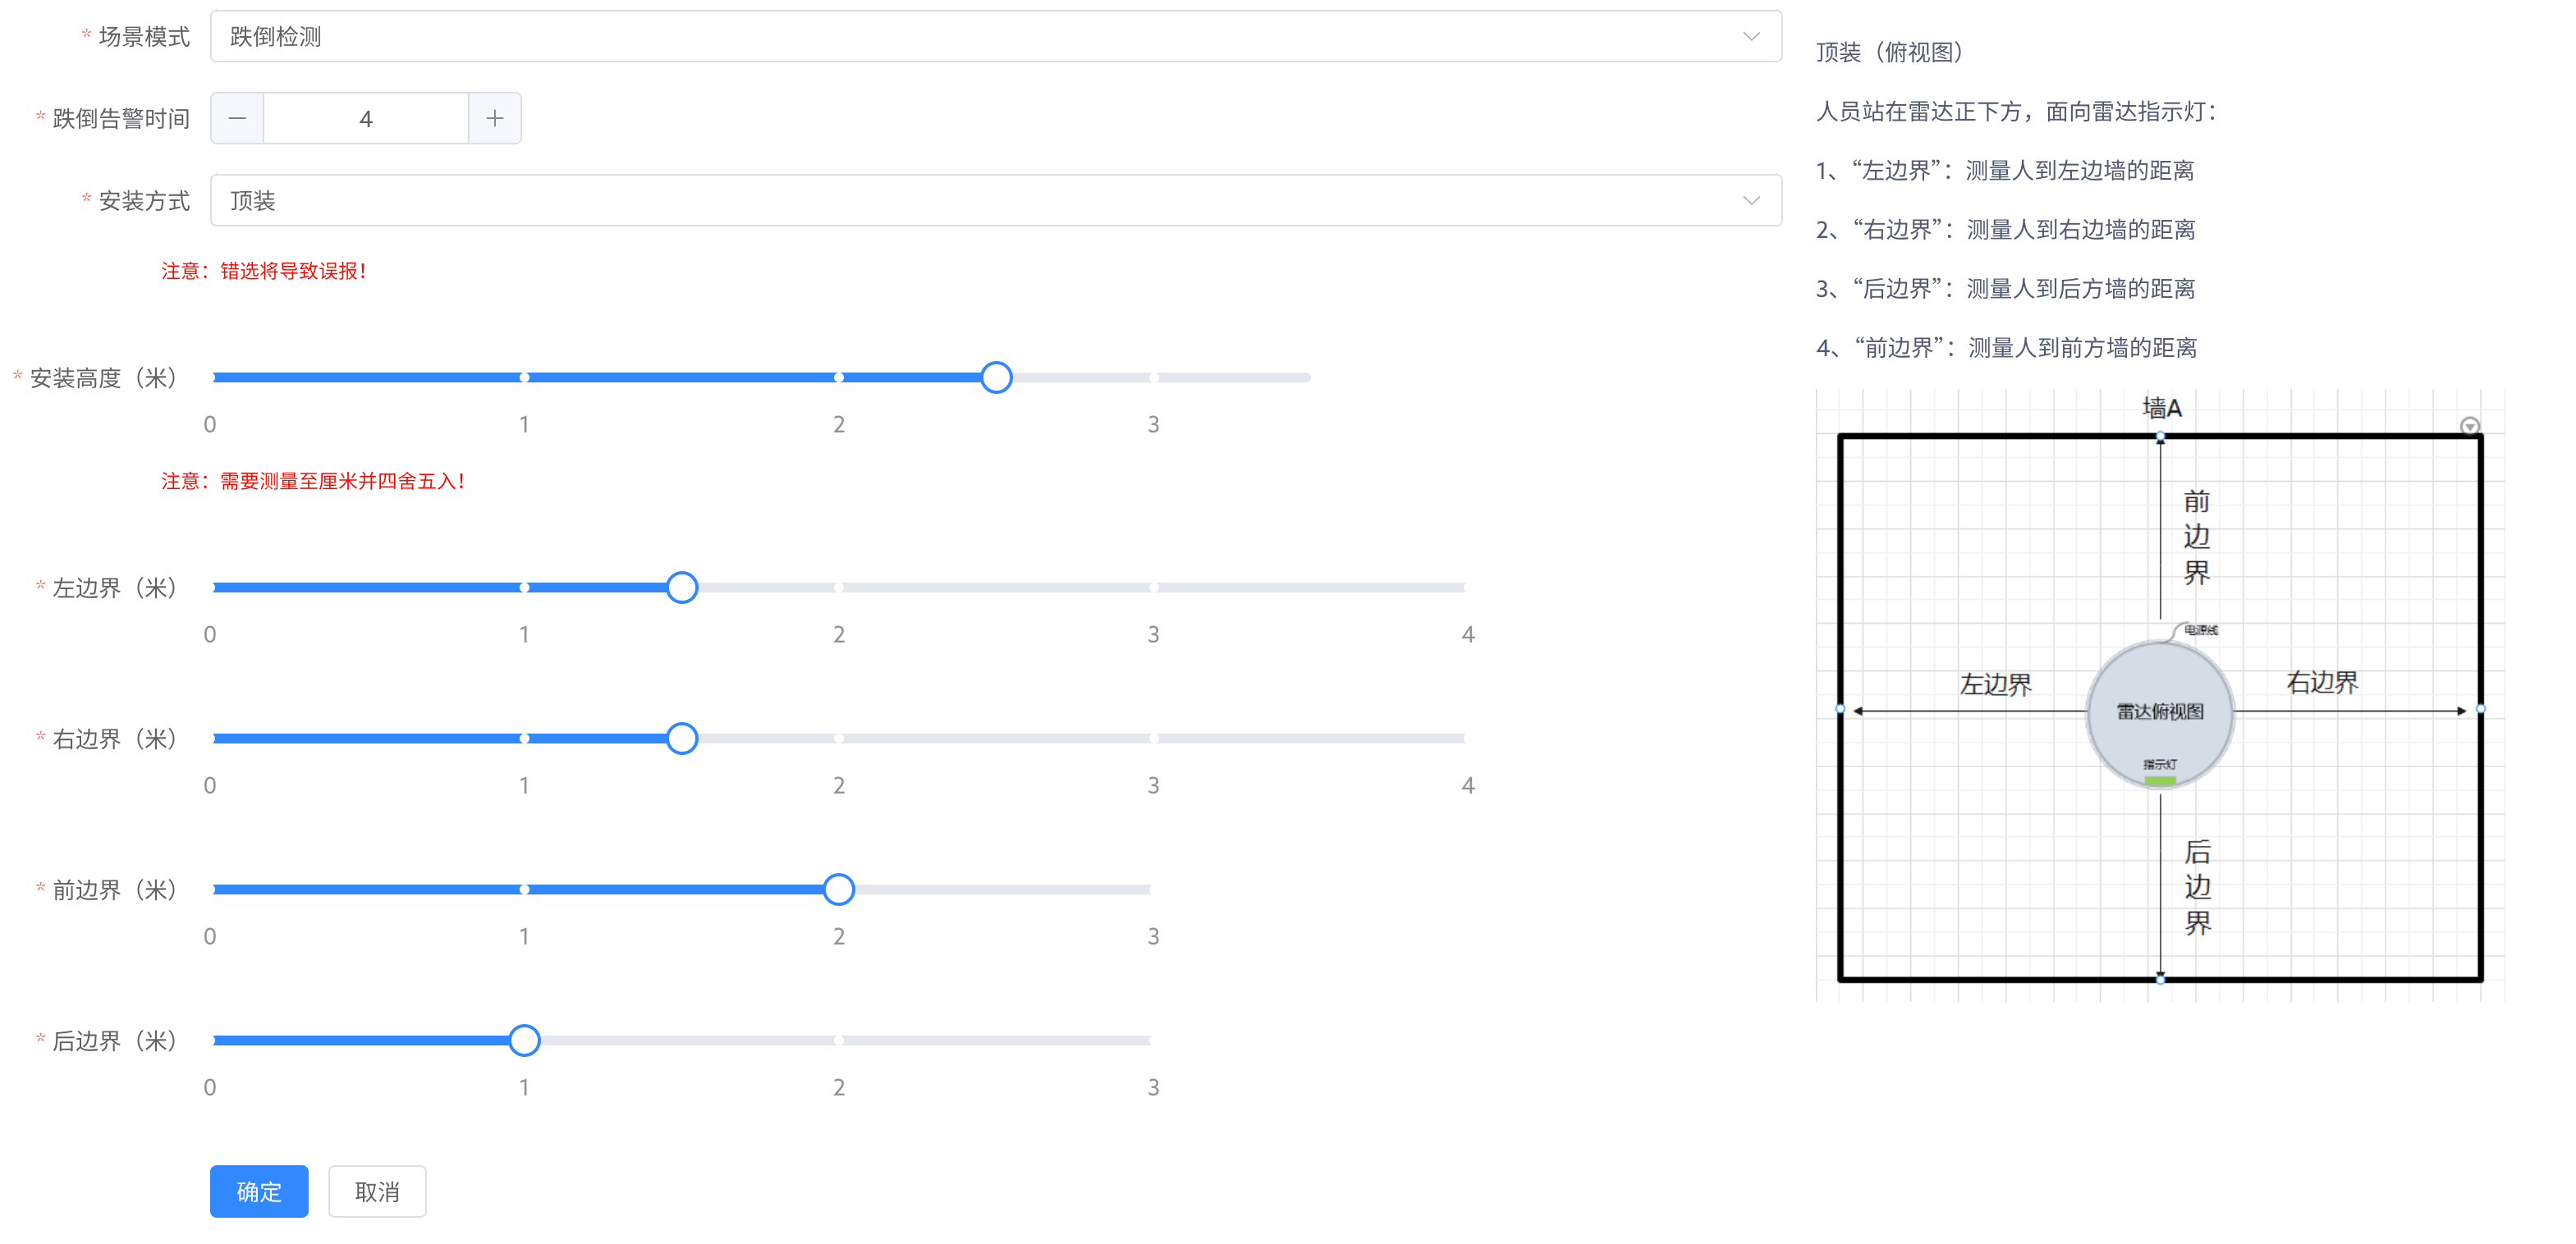 * 场景模式 跌倒检测
* 跌倒告警时间 4
* 安装方式 顶装
注意：错选将导致误报！
* 安装高度（米）
0 1 2 3
注意：需要测量至厘米并四舍五入！
* 左边界（米）
0 1 2 3 4
* 右边界（米）
0 1 2 3 4
* 前边界（米）
0 1 2 3
* 后边界（米）
0 1 2 3
确定 取消
顶装（俯视图）
人员站在雷达正下方，面向雷达指示灯：
1、“左边界”：测量人到左边墙的距离
2、“右边界”：测量人到右边墙的距离
3、“后边界”：测量人到后方墙的距离
4、“前边界”：测量人到前方墙的距离
墙A
前边界
电源线
左边界
右边界
雷达俯视图
指示灯
后边界